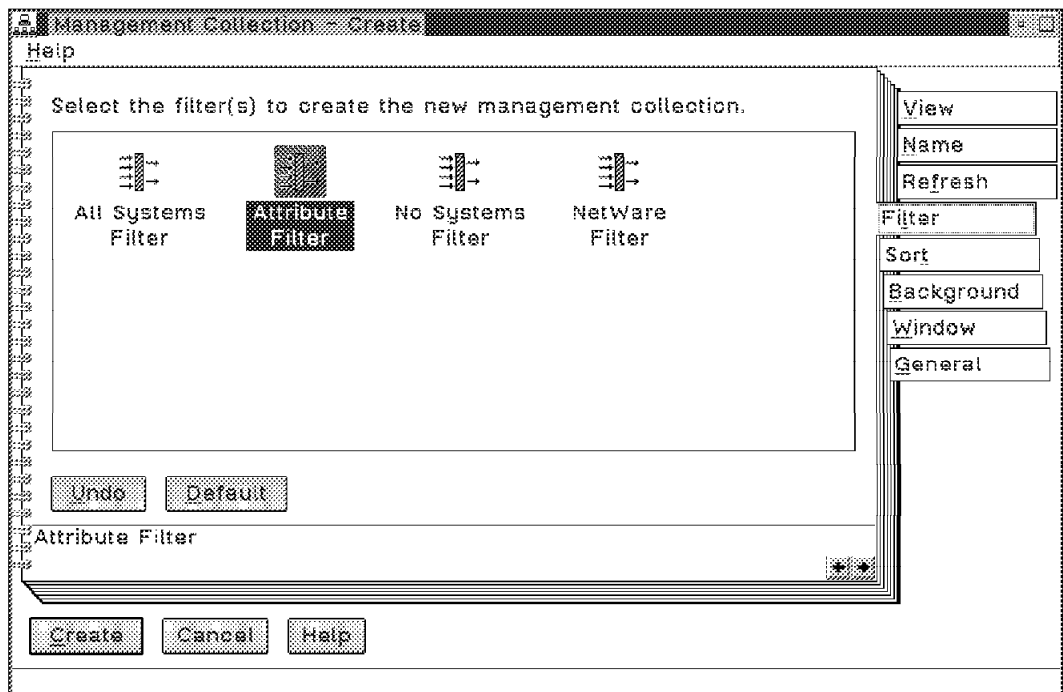 Management Collection - Create
Help
Select the filter(s) to create the new management collection.
All Systems Filter
Attribute Filter
No Systems Filter
NetWare Filter
View
Name
Refresh
Filter
Sort
Background
Window
General
Undo
Default
Attribute Filter
Create
Cancel
Help